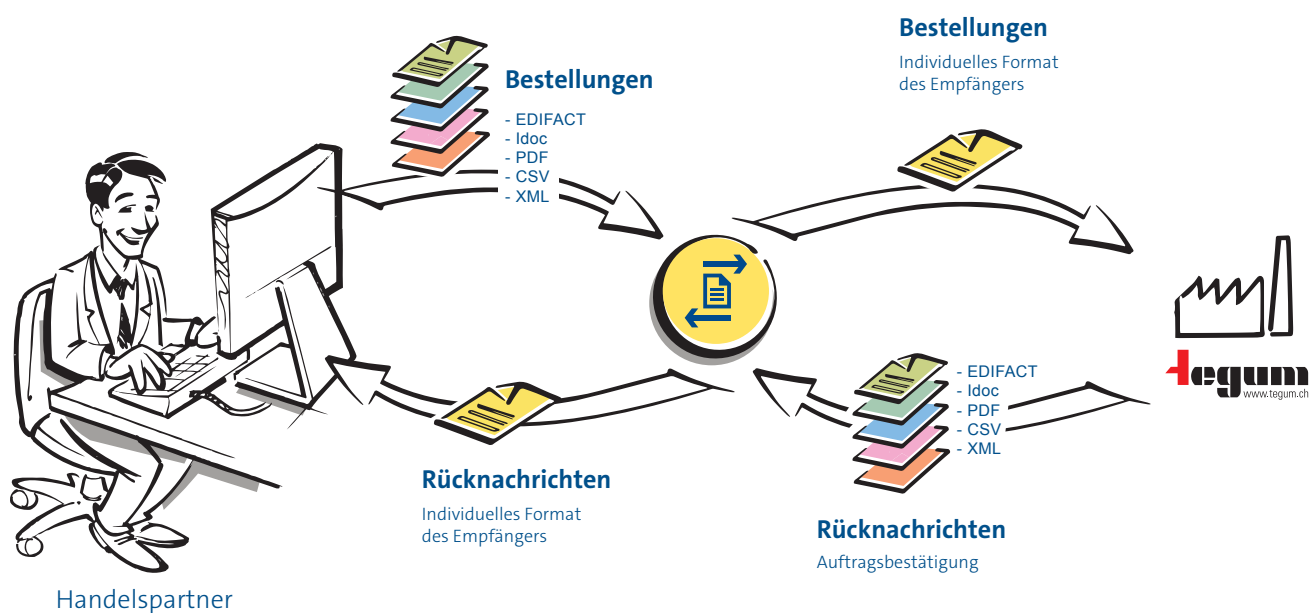 Bestellungen
- EDIFACT
- Idoc
- PDF
- CSV
- XML
Bestellungen
Individuelles Format
des Empfängers
tegum
www.tegum.ch
- EDIFACT
- Idoc
- PDF
- CSV
- XML
Rücknachrichten
Auftragsbestätigung
Rücknachrichten
Individuelles Format
des Empfängers
Handelspartner